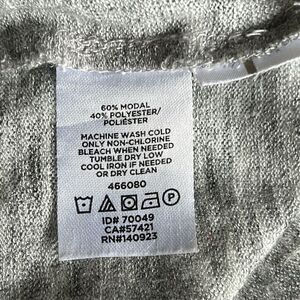 60% MODAL
40% POLYESTER/
POLIÉSTER
MACHINE WASH COLD
ONLY NON-CHLORINE
BLEACH WHEN NEEDED
TUMBLE DRY LOW
COOL IRON IF NEEDED
OR DRY CLEAN
466080
ID# 70049
CA#57421
RN#140923